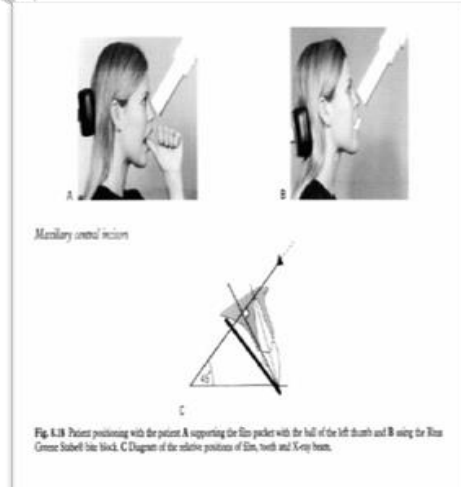 A
B
Maxillary central incisors
45
C
Fig. 8.18 Patient positioning with the patient A supporting the film packet with the ball of the left thumb and B using the Rinn
Greene Stabe® bite block. C Diagram of the relative positions of film, teeth and X-ray beam.